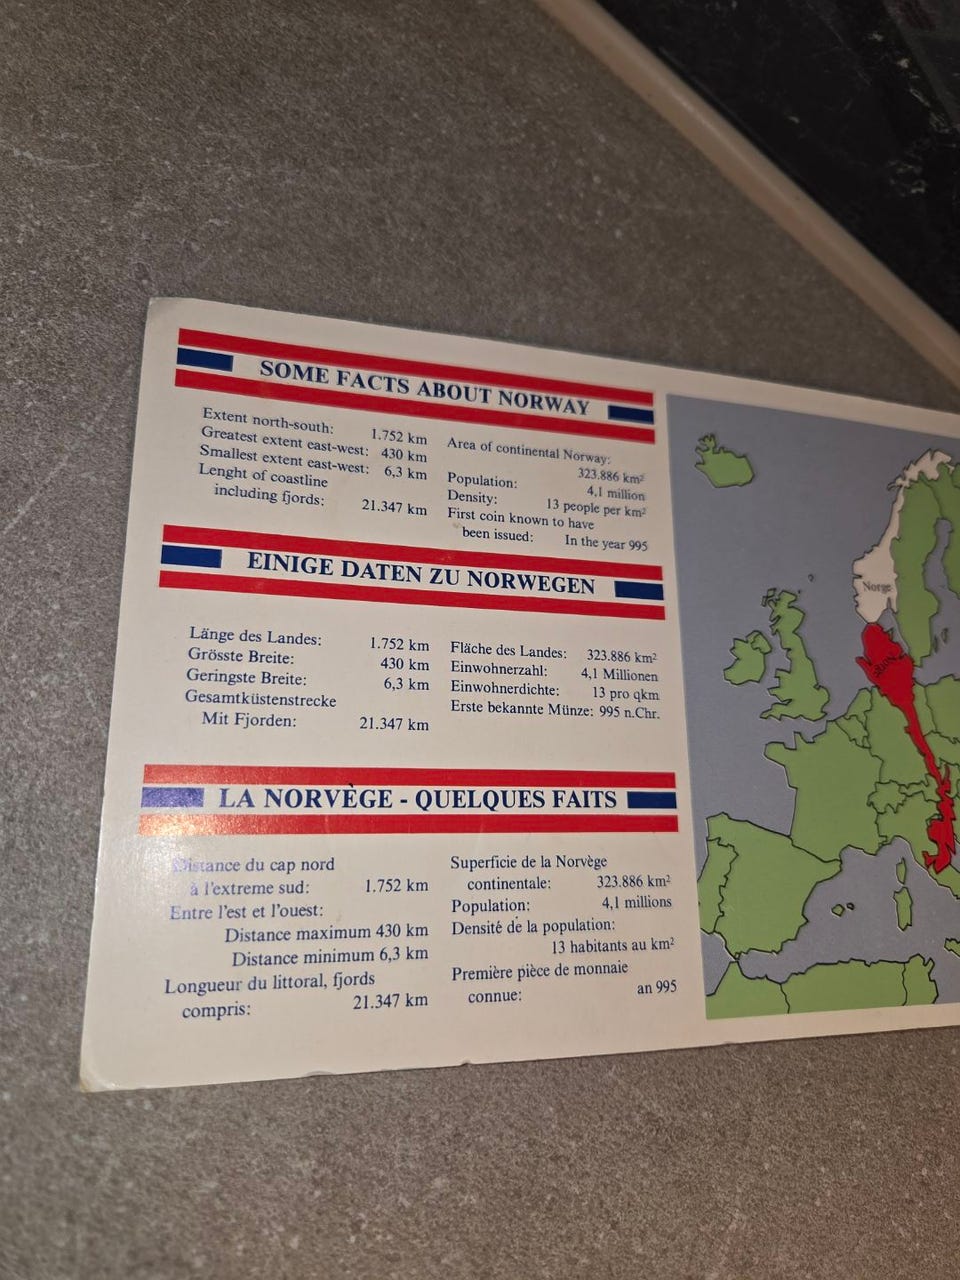 SOME FACTS ABOUT NORWAY
Extent north-south: 1.752 km
Greatest extent east-west: 430 km
Smallest extent east-west: 6,3 km
Lenght of coastline
including fjords: 21.347 km
Area of continental Norway:
323.886 km²
Population: 4,1 million
Density: 13 people per km²
First coin known to have
been issued: In the year 995
EINIGE DATEN ZU NORWEGEN
Länge des Landes: 1.752 km
Grösste Breite: 430 km
Geringste Breite: 6,3 km
Gesamtküstenstrecke
Mit Fjorden: 21.347 km
Fläche des Landes: 323.886 km²
Einwohnerzahl: 4,1 Millionen
Einwohnerdichte: 13 pro qkm
Erste bekannte Münze: 995 n.Chr.
LA NORVÈGE - QUELQUES FAITS
Distance du cap nord
à l'extreme sud: 1.752 km
Entre l'est et l'ouest:
Distance maximum 430 km
Distance minimum 6,3 km
Longueur du littoral, fjords
compris: 21.347 km
Superficie de la Norvège
continentale: 323.886 km²
Population: 4,1 millions
Densité de la population:
13 habitants au km²
Première pièce de monnaie
connue: an 995
Norge